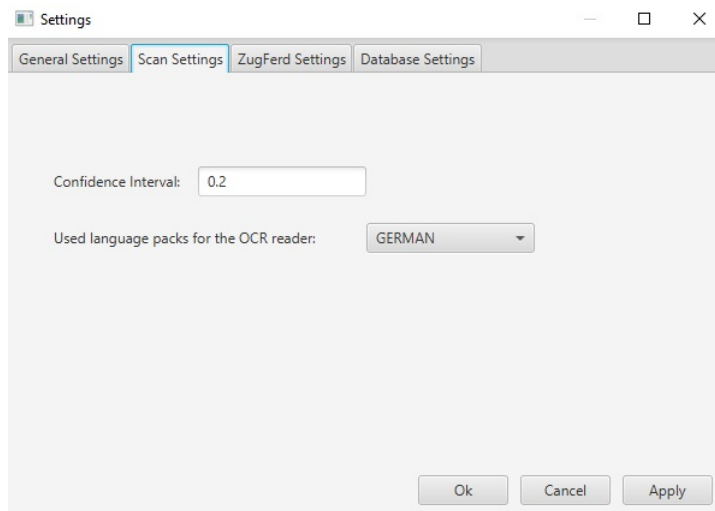 Settings
General Settings Scan Settings ZugFerd Settings Database Settings
Confidence Interval: 0.2
Used language packs for the OCR reader: GERMAN
Ok Cancel Apply